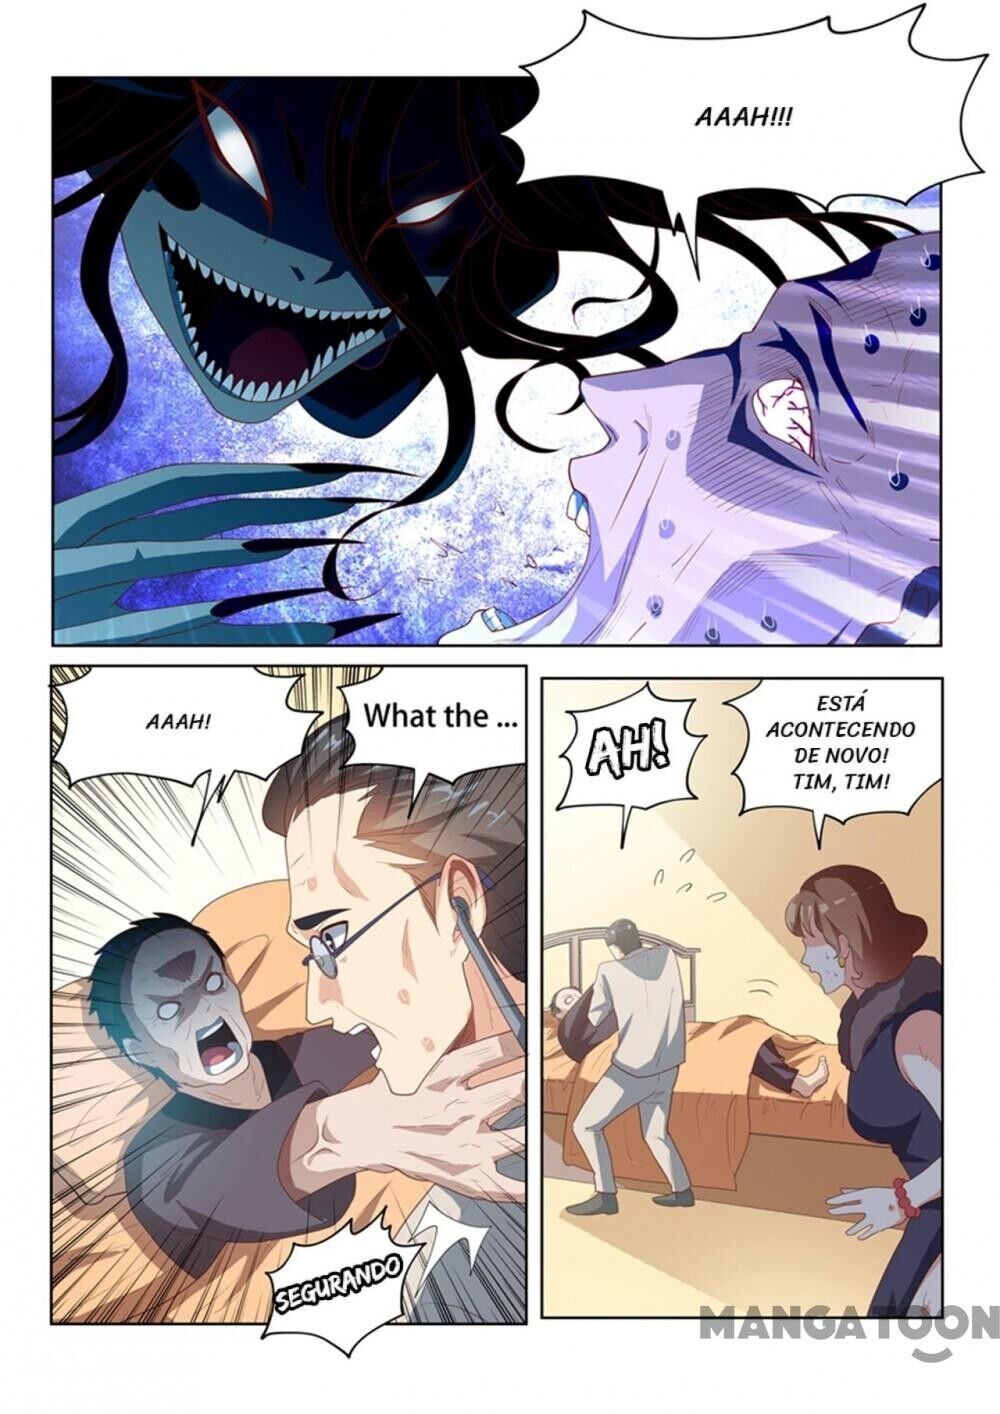 AAAH!!!
AAAH!
What the ...
AH!
ESTÁ
ACONTECENDO
DE NOVO!
TIM, TIM!
SEGURANDO
MANGATOON